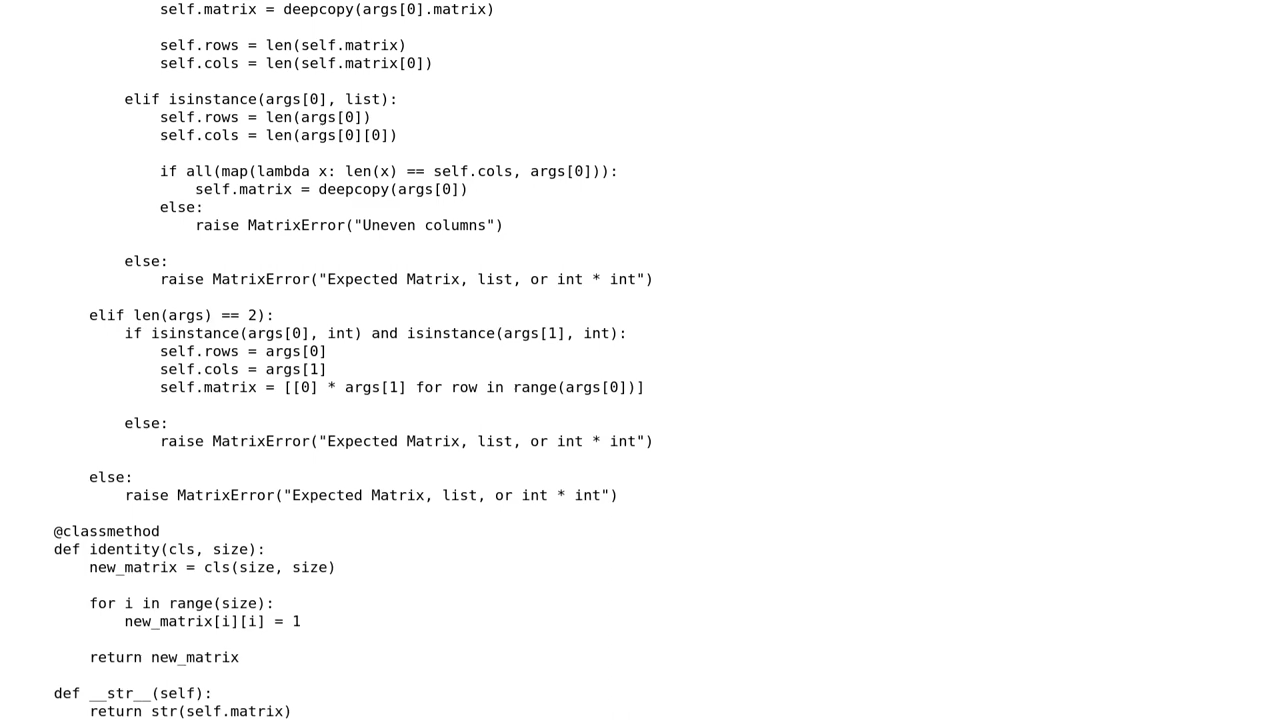 self.matrix = deepcopy(args[0].matrix)

            self.rows = len(self.matrix)
            self.cols = len(self.matrix[0])

        elif isinstance(args[0], list):
            self.rows = len(args[0])
            self.cols = len(args[0][0])

            if all(map(lambda x: len(x) == self.cols, args[0])):
                self.matrix = deepcopy(args[0])
            else:
                raise MatrixError("Uneven columns")

        else:
            raise MatrixError("Expected Matrix, list, or int * int")

    elif len(args) == 2):
        if isinstance(args[0], int) and isinstance(args[1], int):
            self.rows = args[0]
            self.cols = args[1]
            self.matrix = [[0] * args[1] for row in range(args[0])]

        else:
            raise MatrixError("Expected Matrix, list, or int * int")

    else:
        raise MatrixError("Expected Matrix, list, or int * int")

@classmethod
def identity(cls, size):
    new_matrix = cls(size, size)

    for i in range(size):
        new_matrix[i][i] = 1

    return new_matrix

def __str__(self):
    return str(self.matrix)